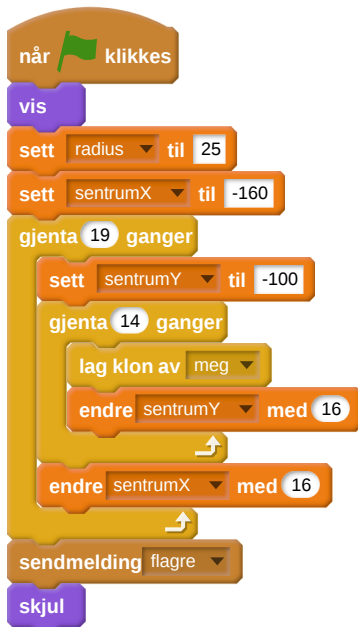 når klikkes
vis
sett radius til 25
sett sentrumX til -160
gjenta 19 ganger
sett sentrumY til -100
gjenta 14 ganger
lag klon av meg
endre sentrumY med 16
endre sentrumX med 16
sendmelding flagre
skjul